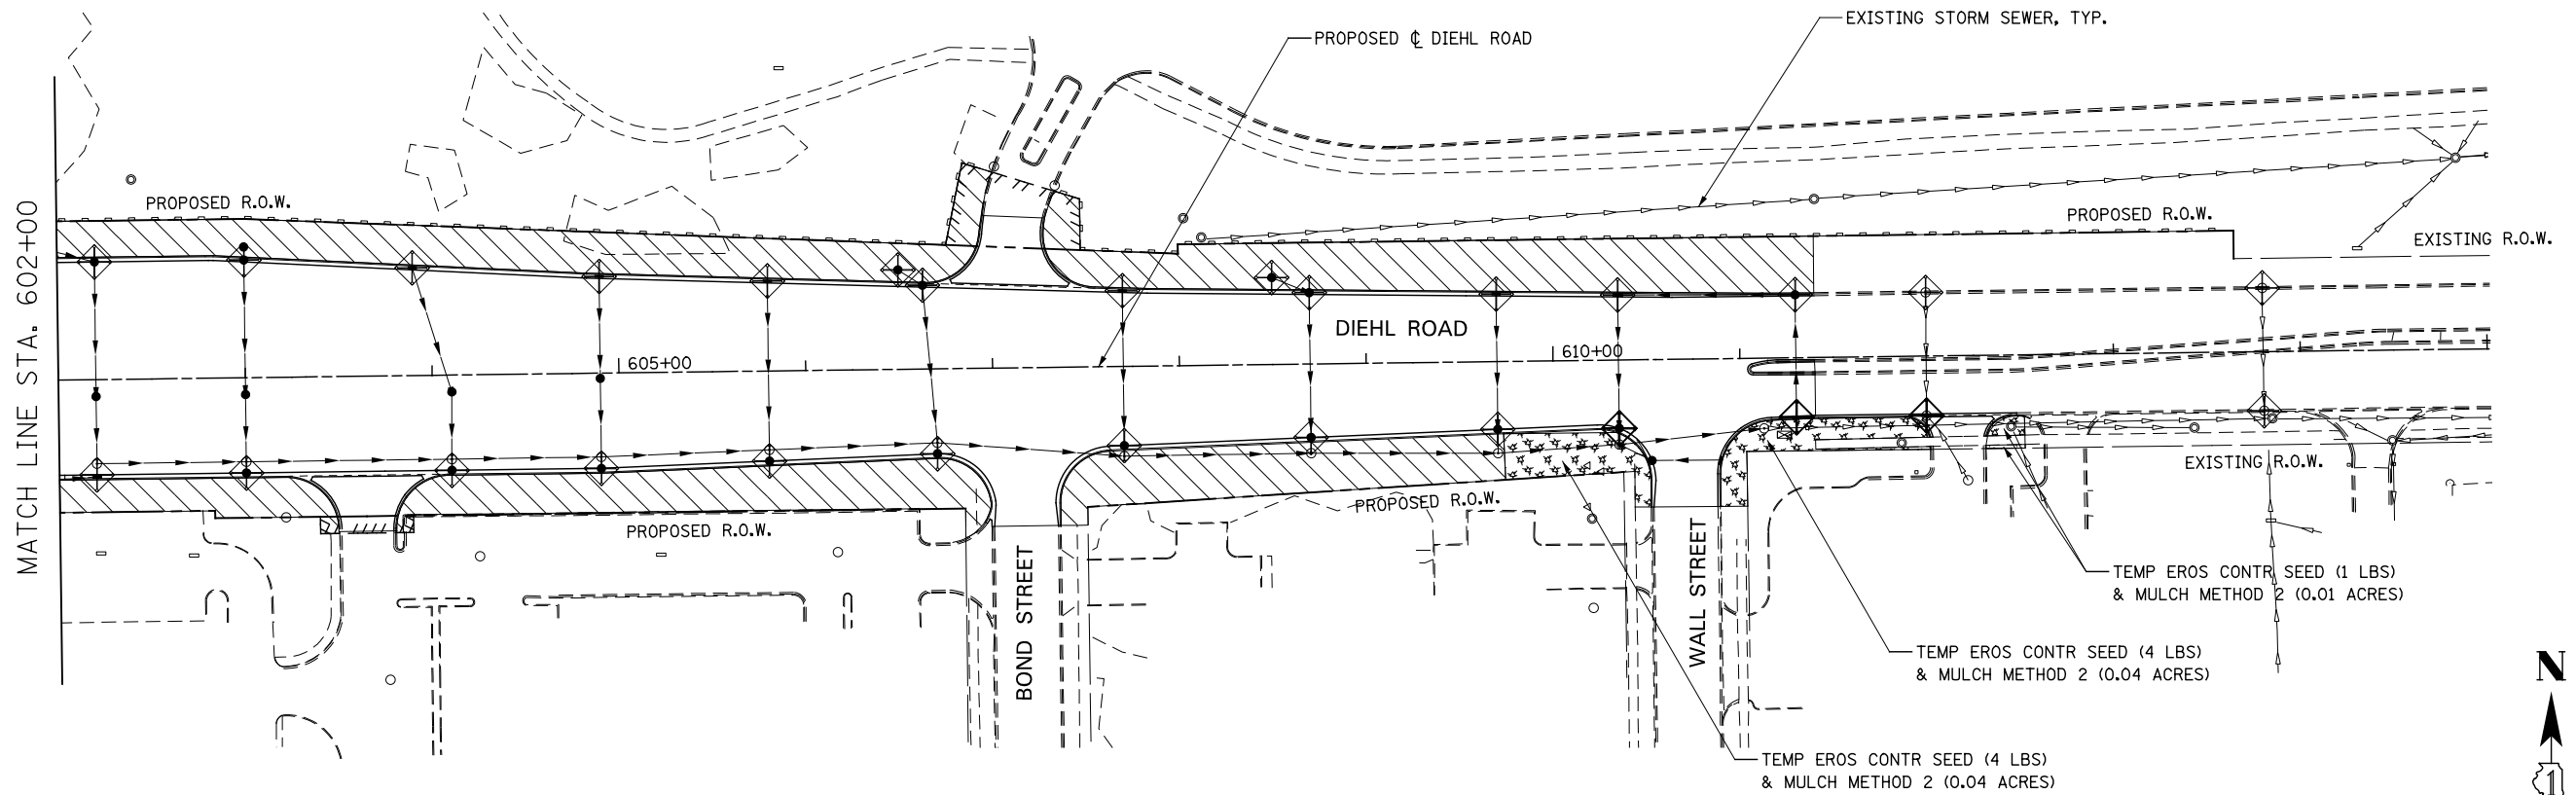 EXISTING STORM SEWER, TYP.
PROPOSED ℄ DIEHL ROAD
PROPOSED R.O.W.
PROPOSED R.O.W.
EXISTING R.O.W.
MATCH LINE STA. 602+00
DIEHL ROAD
605+00
610+00
EXISTING R.O.W.
PROPOSED R.O.W.
PROPOSED R.O.W.
BOND STREET
WALL STREET
TEMP EROS CONTR SEED (1 LBS)
& MULCH METHOD 2 (0.01 ACRES)
TEMP EROS CONTR SEED (4 LBS)
& MULCH METHOD 2 (0.04 ACRES)
TEMP EROS CONTR SEED (4 LBS)
& MULCH METHOD 2 (0.04 ACRES)
N
1